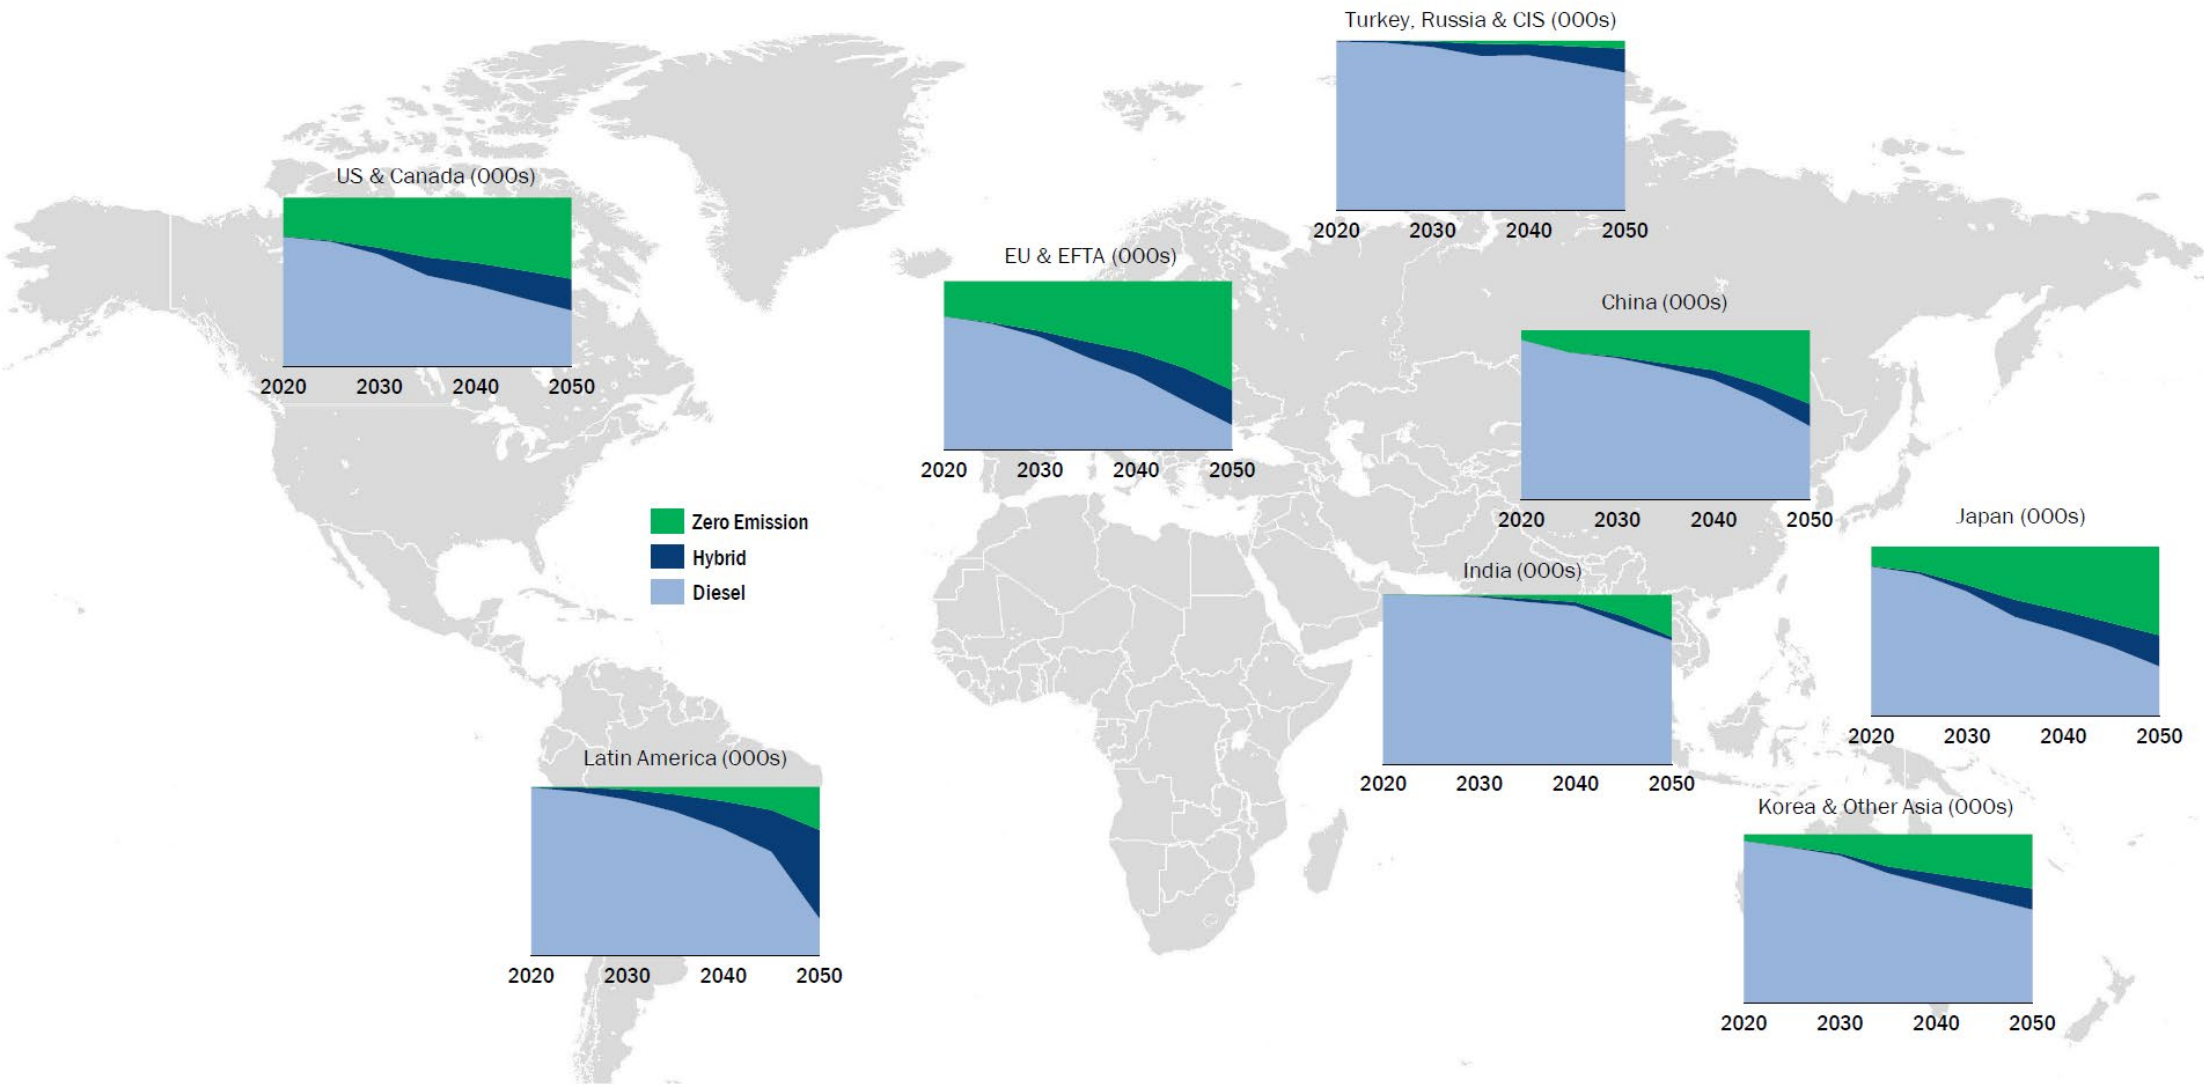 Turkey, Russia & CIS (000s)
2020 2030 2040 2050
US & Canada (000s)
2020 2030 2040 2050
EU & EFTA (000s)
2020 2030 2040 2050
China (000s)
2020 2030 2040 2050
Zero Emission
Hybrid
Diesel
Japan (000s)
2020 2030 2040 2050
India (000s)
2020 2030 2040 2050
Latin America (000s)
2020 2030 2040 2050
Korea & Other Asia (000s)
2020 2030 2040 2050